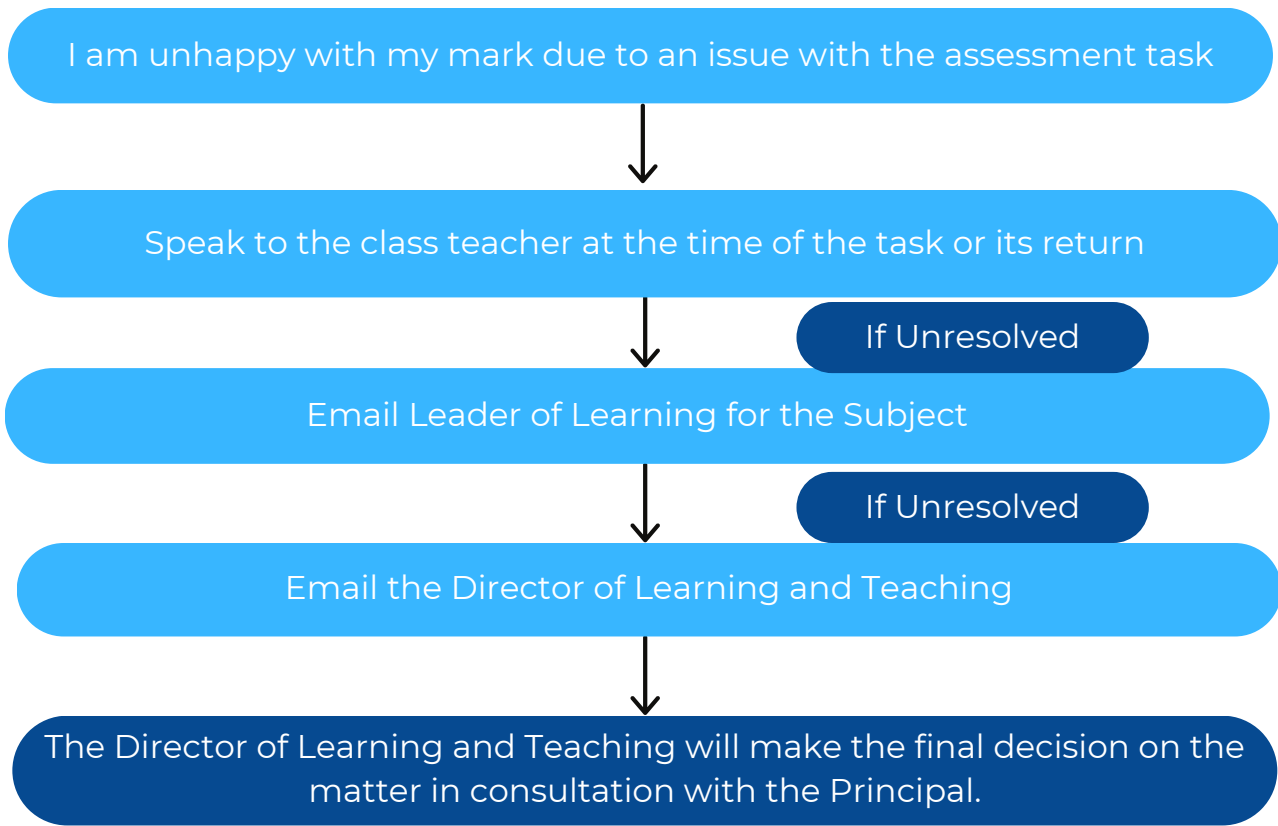 I am unhappy with my mark due to an issue with the assessment task
Speak to the class teacher at the time of the task or its return
If Unresolved
Email Leader of Learning for the Subject
If Unresolved
Email the Director of Learning and Teaching
The Director of Learning and Teaching will make the final decision on the
matter in consultation with the Principal.